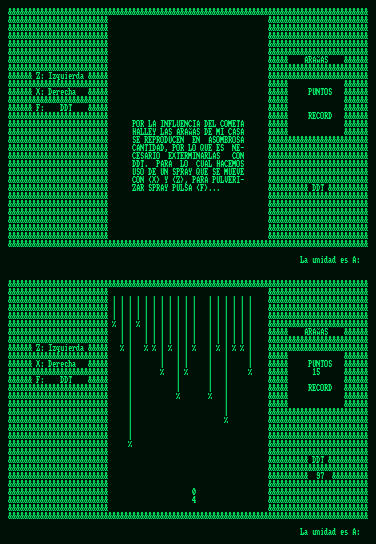 ARAÑAS
Z: Izquierda
X: Derecha
F: DDT
PUNTOS
RECORD
POR LA INFLUENCIA DEL COMETA
HALLEY LAS ARAÑAS DE MI CASA
SE REPRODUCEN EN ASOMBROSA
CANTIDAD, POR LO QUE ES NE-
CESARIO EXTERMINARLAS CON
DDT. PARA LO CUAL HACEMOS
USO DE UN SPRAY QUE SE MUEVE
CON (X) Y (Z), PARA PULVERI-
ZAR SPRAY PULSA (F)...
DDT
La unidad es A:
ARAÑAS
Z: Izquierda
X: Derecha
F: DDT
PUNTOS
15
RECORD
DDT
97
0
4
La unidad es A: